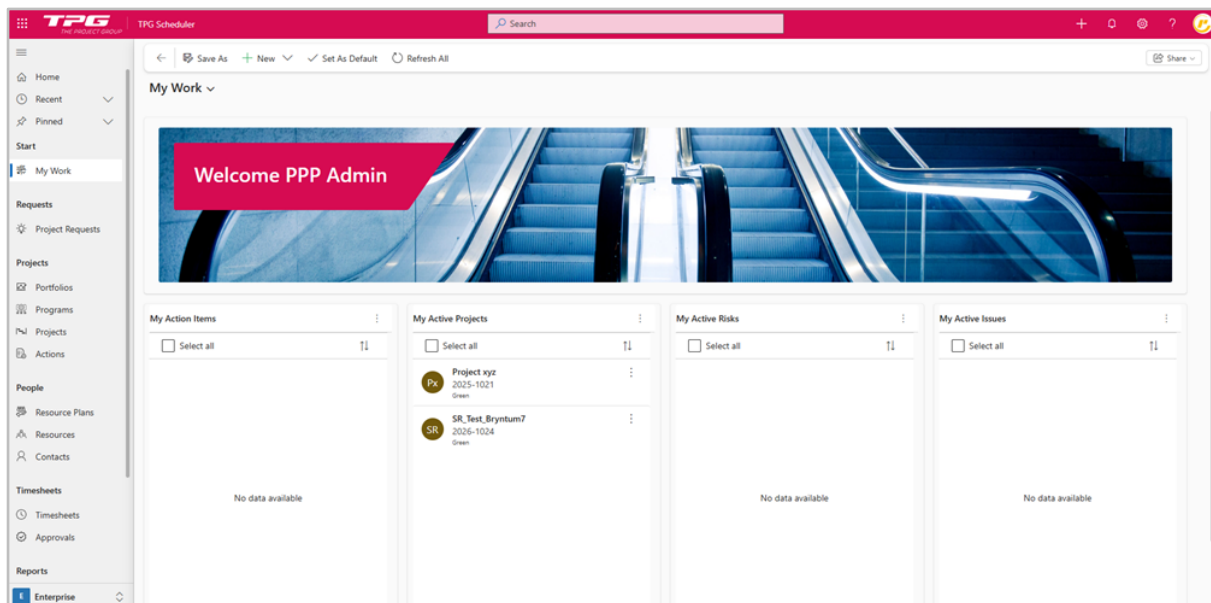 TPG
THE PROJECT GROUP
TPG Scheduler
Search
Save As
New
Set As Default
Refresh All
Share
Home
Recent
Pinned
Start
My Work
Requests
Project Requests
Projects
Portfolios
Programs
Projects
Actions
People
Resource Plans
Resources
Contacts
Timesheets
Timesheets
Approvals
Reports
E Enterprise
My Work
Welcome PPP Admin
My Action Items
Select all
No data available
My Active Projects
Select all
Px
Project xyz
2025-1021
Green
SR
SR_Test_Bryntum7
2026-1024
Green
My Active Risks
Select all
No data available
My Active Issues
Select all
No data available